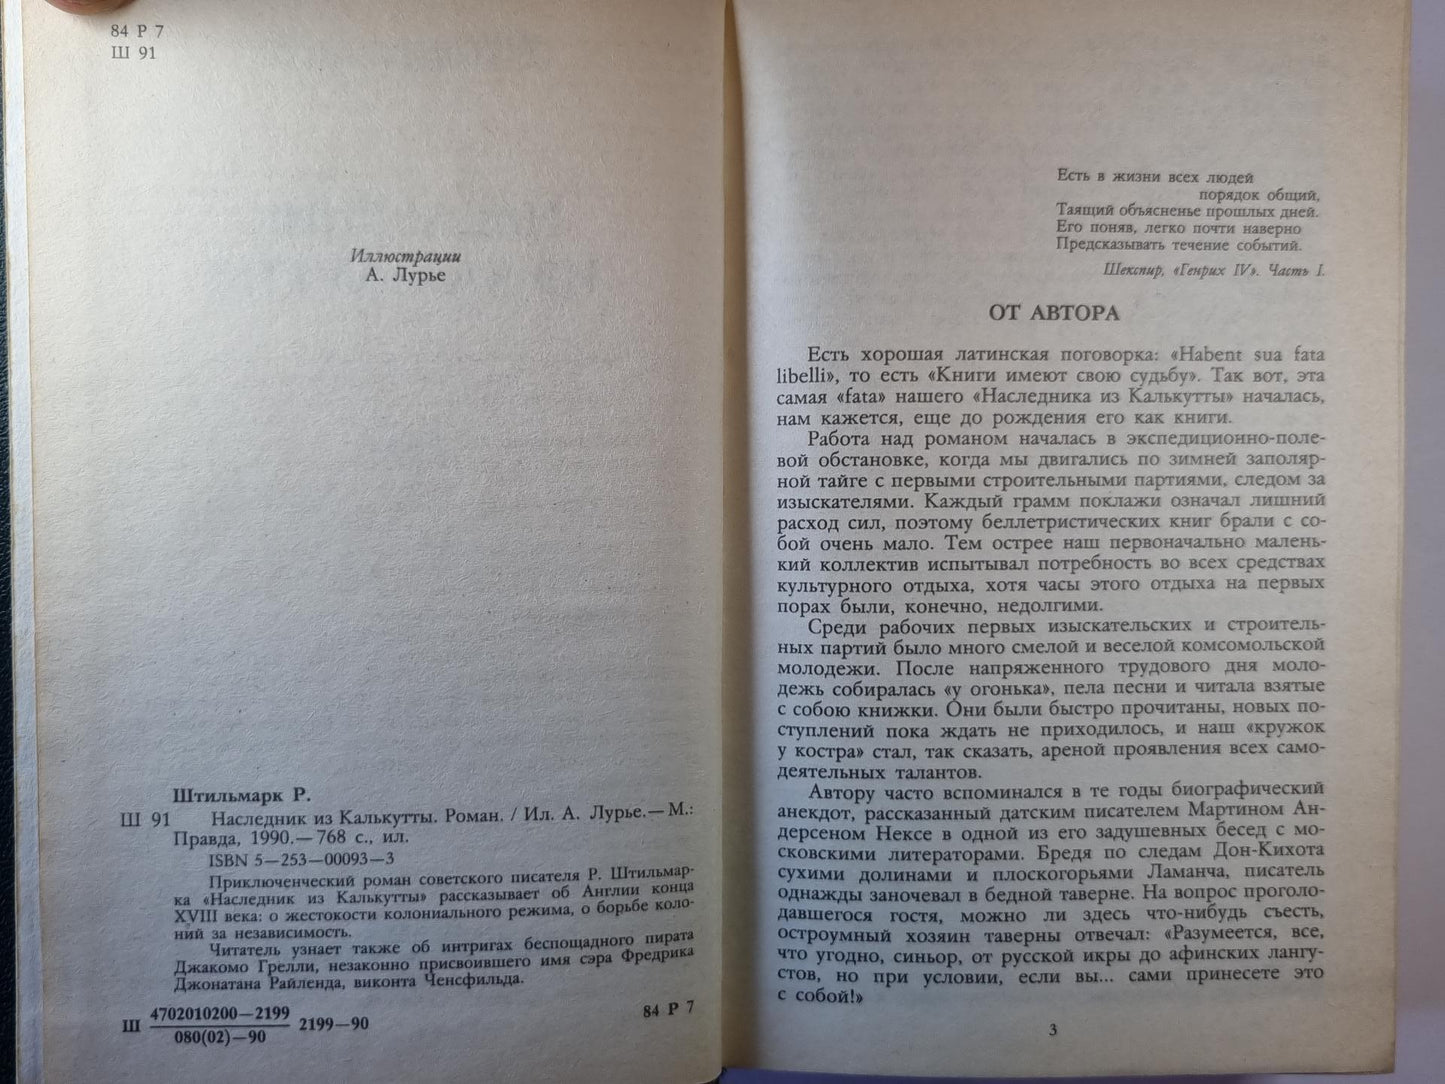 84 Р 7
Ш 91
Иллюстрации
А. Лурье
Штильмарк Р.
Ш 91 Наследник из Калькутты. Роман. / Ил. А. Лурье.— М.:
Правда, 1990.— 768 с., ил.
ISBN 5—253—00093—3
Приключенческий роман советского писателя Р. Штильмар-
ка «Наследник из Калькутты» рассказывает об Англии конца
XVIII века: о жестокости колониального режима, о борьбе коло-
ний за независимость.
Читатель узнает также об интригах беспощадного пирата
Джакомо Грелли, незаконно присвоившего имя сэра Фредрика
Джонатана Райленда, виконта Ченсфильда.
Ш 4702010200—2199
080(02)—90
2199—90
84 Р 7
Есть в жизни всех людей
порядок общий,
Таящий объясненье прошлых дней.
Его поняв, легко почти наверно
Предсказывать течение событий.
Шекспир, «Генрих IV». Часть I.
ОТ АВТОРА
Есть хорошая латинская поговорка: «Habent sua fata
libelli», то есть «Книги имеют свою судьбу». Так вот, эта
самая «fata» нашего «Наследника из Калькутты» началась,
нам кажется, еще до рождения его как книги.
Работа над романом началась в экспедиционно-поле-
вой обстановке, когда мы двигались по зимней заполяр-
ной тайге с первыми строительными партиями, следом за
изыскателями. Каждый грамм поклажи означал лишний
расход сил, поэтому беллетристических книг брали с со-
бой очень мало. Тем острее наш первоначально малень-
кий коллектив испытывал потребность во всех средствах
культурного отдыха, хотя часы этого отдыха на первых
порах были, конечно, недолгими.
Среди рабочих первых изыскательских и строитель-
ных партий было много смелой и веселой комсомольской
молодежи. После напряженного трудового дня моло-
дежь собиралась «у огонька», пела песни и читала взятые
с собою книжки. Они были быстро прочитаны, новых по-
ступлений пока ждать не приходилось, и наш «кружок
у костра» стал, так сказать, ареной проявления всех само-
деятельных талантов.
Автору часто вспоминался в те годы биографический
анекдот, рассказанный датским писателем Мартином Ан-
дерсеном Нексе в одной из его задушевных бесед с мо-
сковскими литераторами. Бредя по следам Дон-Кихота
сухими долинами и плоскогорьями Ламанча, писатель
однажды заночевал в бедной таверне. На вопрос проголо-
давшегося гостя, можно ли здесь что-нибудь съесть,
остроумный хозяин таверны отвечал: «Разумеется, все,
что угодно, синьор, от русской икры до афинских лангу-
стов, но при условии, если вы... сами принесете это
с собой!»
3